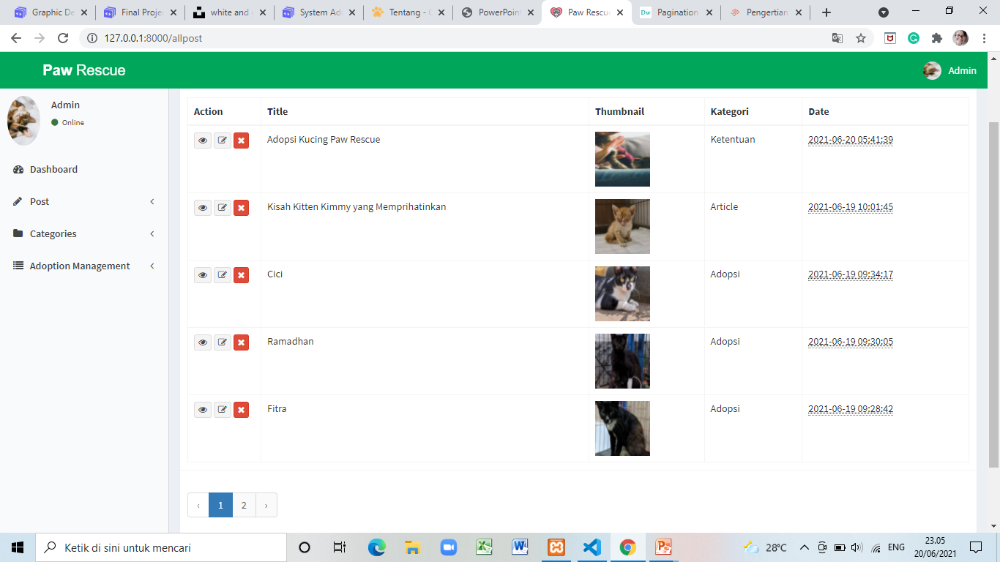 Graphic De
Final Proje
white and
System Ad
Tentang - C
PowerPoint
Paw Rescue
Pagination
Pengertian
127.0.0.1:8000/allpost
Paw Rescue
Admin
Admin
Online
Dashboard
Post
Categories
Adoption Management
Action Title Thumbnail Kategori Date
Adopsi Kucing Paw Rescue Ketentuan 2021-06-20 05:41:39
Kisah Kitten Kimmy yang Memprihatinkan Article 2021-06-19 10:01:45
Cici Adopsi 2021-06-19 09:34:17
Ramadhan Adopsi 2021-06-19 09:30:05
Fitra Adopsi 2021-06-19 09:28:42
‹ 1 2 ›
Ketik di sini untuk mencari
28°C
ENG
23.05
20/06/2021